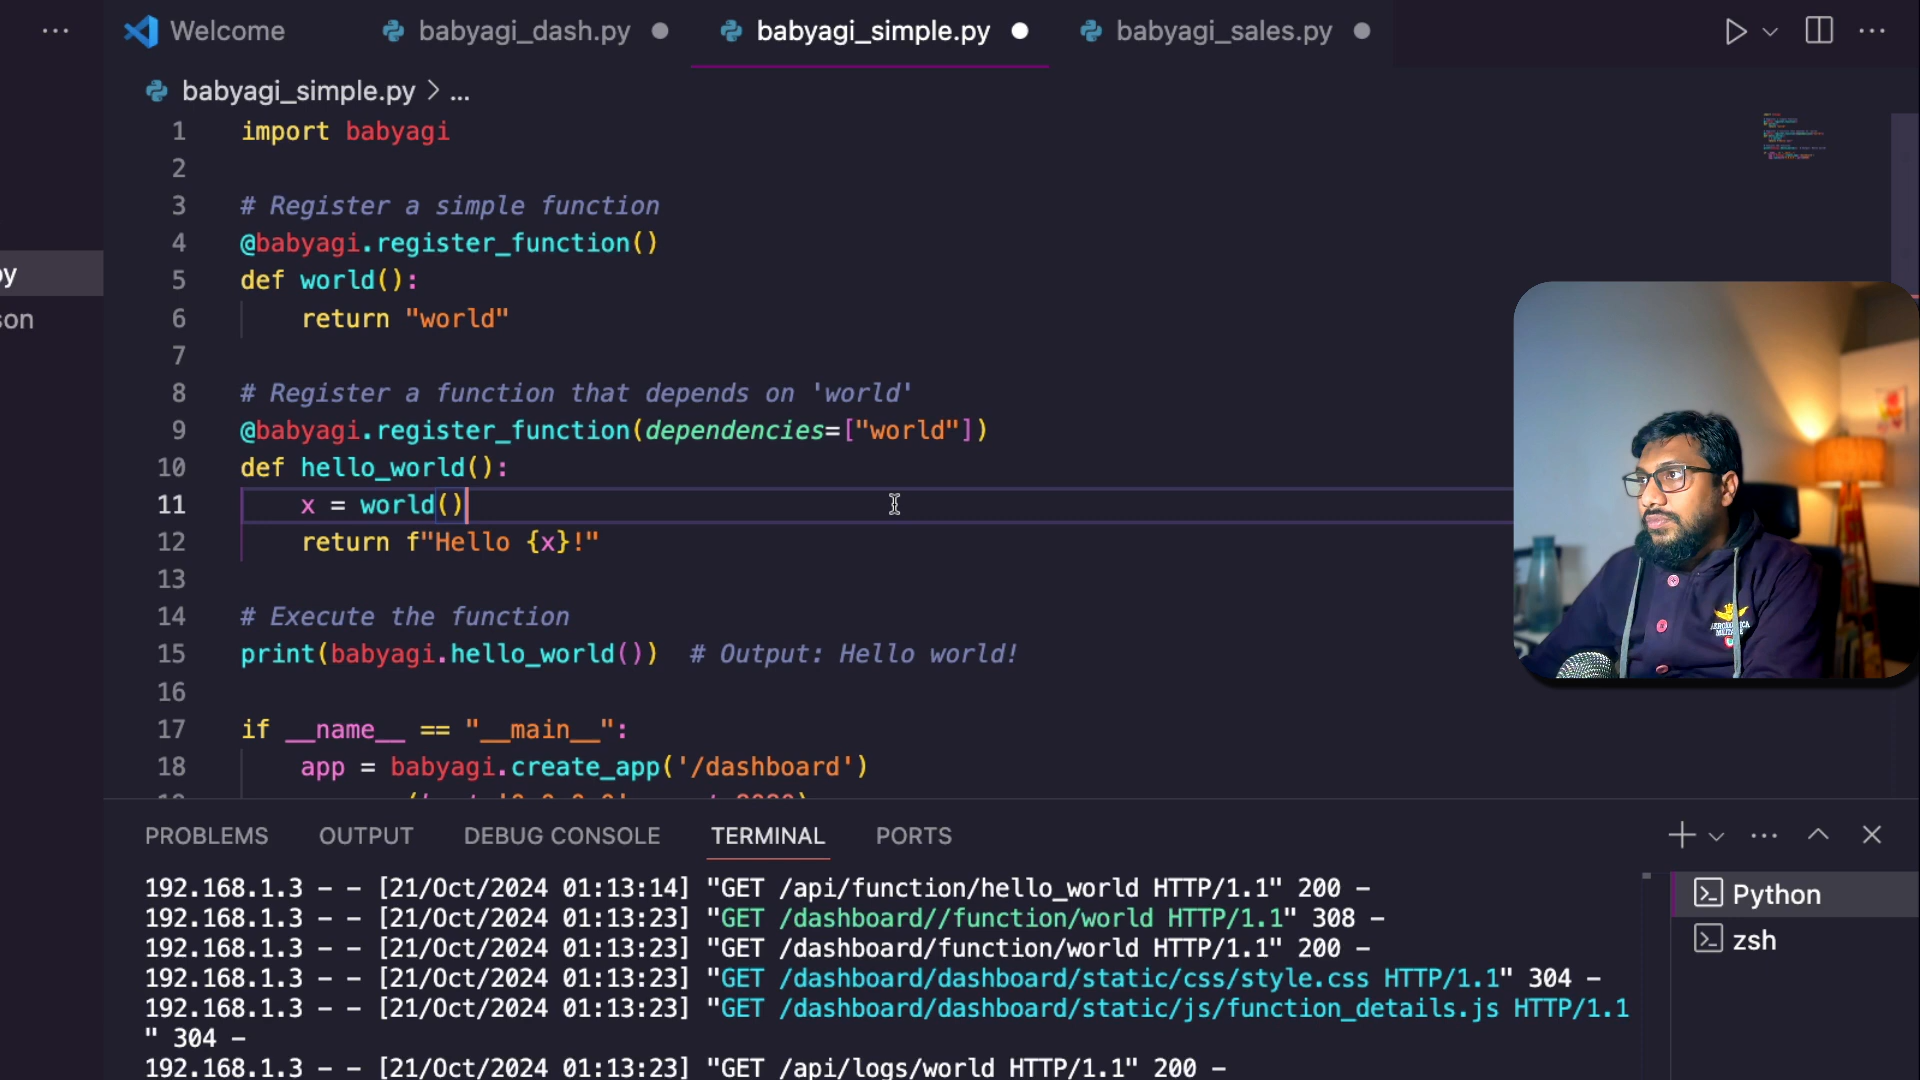 Welcome
babyagi_dash.py
babyagi_simple.py
babyagi_sales.py
babyagi_simple.py > ...
py
son
1 import babyagi
2
3 # Register a simple function
4 @babyagi.register_function()
5 def world():
6 return "world"
7
8 # Register a function that depends on 'world'
9 @babyagi.register_function(dependencies=["world"])
10 def hello_world():
11 x = world()
12 return f"Hello {x}!"
13
14 # Execute the function
15 print(babyagi.hello_world()) # Output: Hello world!
16
17 if __name__ == "__main__":
18 app = babyagi.create_app('/dashboard')
PROBLEMS OUTPUT DEBUG CONSOLE TERMINAL PORTS
192.168.1.3 - - [21/Oct/2024 01:13:14] "GET /api/function/hello_world HTTP/1.1" 200 -
192.168.1.3 - - [21/Oct/2024 01:13:23] "GET /dashboard//function/world HTTP/1.1" 308 -
192.168.1.3 - - [21/Oct/2024 01:13:23] "GET /dashboard/function/world HTTP/1.1" 200 -
192.168.1.3 - - [21/Oct/2024 01:13:23] "GET /dashboard/dashboard/static/css/style.css HTTP/1.1" 304 -
192.168.1.3 - - [21/Oct/2024 01:13:23] "GET /dashboard/dashboard/static/js/function_details.js HTTP/1.1
" 304 -
192.168.1.3 - - [21/Oct/2024 01:13:23] "GET /api/logs/world HTTP/1.1" 200 -
Python
zsh